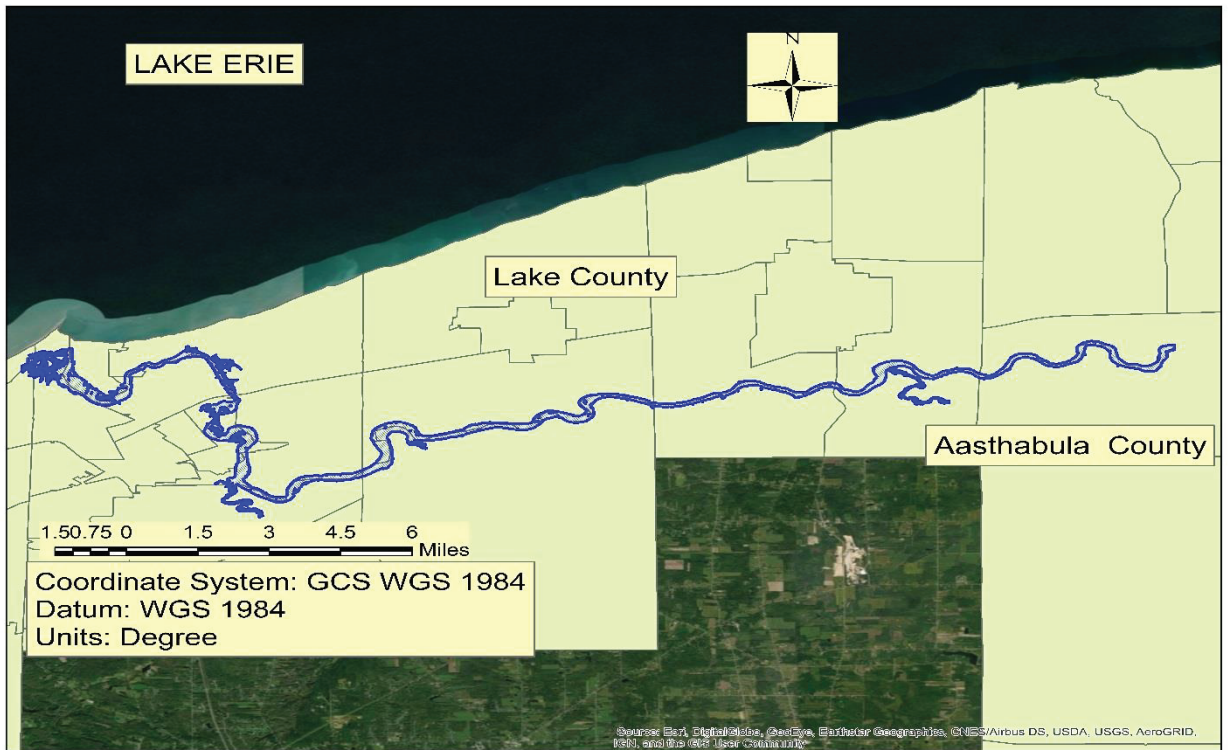 LAKE ERIE
N
Lake County
Aasthabula County
1.50.75 0 1.5 3 4.5 6
Miles
Coordinate System: GCS WGS 1984
Datum: WGS 1984
Units: Degree
Source: Esri, DigitalGlobe, GeoEye, Earthstar Geographics, CNES/Airbus DS, USDA, USGS, AeroGRID,
IGN, and the GIS User Community